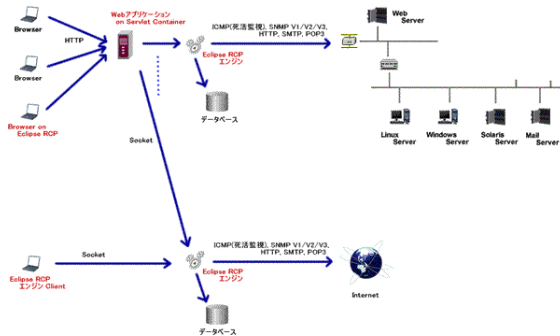 Browser
HTTP
Browser
Browser on
Eclipse RCP
Webアプリケーション
on Servlet Container
ICMP(死活監視), SNMP V1/V2/V3,
HTTP, SMTP, POP3
Eclipse RCP
エンジン
データベース
Web
Server
Linux
Server
Windows
Server
Solaris
Server
Mail
Server
Socket
Socket
Eclipse RCP
エンジン Client
ICMP(死活監視), SNMP V1/V2/V3,
HTTP, SMTP, POP3
Eclipse RCP
エンジン
データベース
Internet